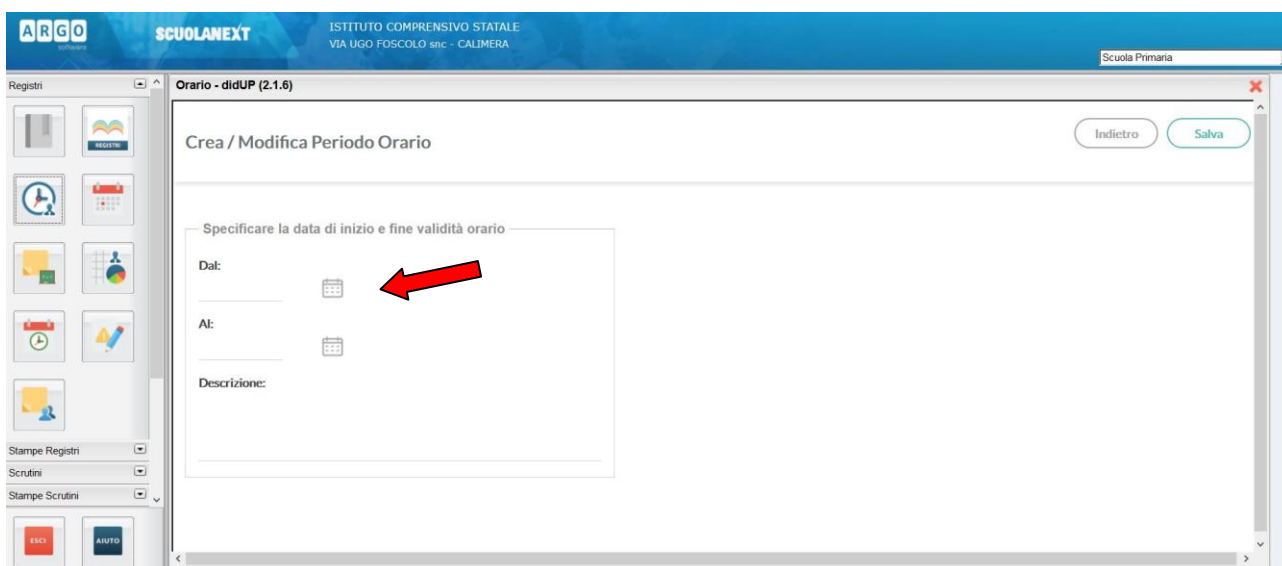 ARGO
software
SCUOLANEXT
ISTITUTO COMPRENSIVO STATALE
VIA UGO FOSCOLO snc - CALIMERA
Scuola Primaria
Registri
Orario - didUP (2.1.6)
REGISTRI
Crea / Modifica Periodo Orario
Indietro
Salva
Specificare la data di inizio e fine validità orario
Dal:
Al:
Descrizione:
Stampe Registri
Scrutini
Stampe Scrutini
ESCI
AIUTO